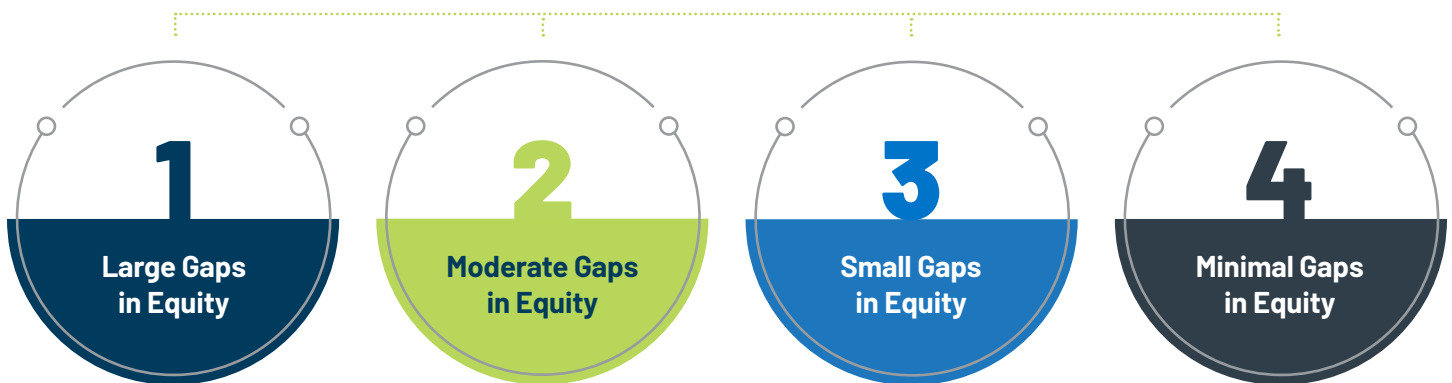 1
Large Gaps
in Equity
2
Moderate Gaps
in Equity
3
Small Gaps
in Equity
4
Minimal Gaps
in Equity